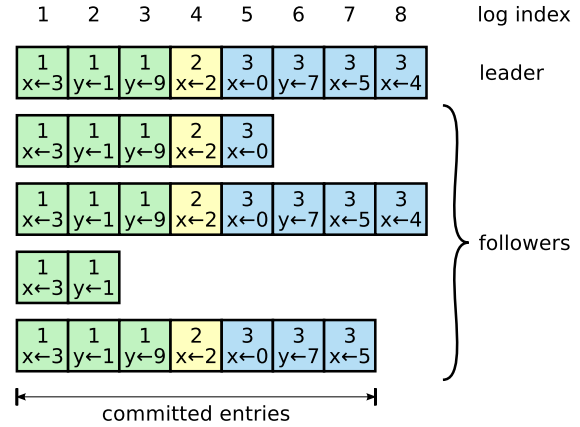 1 2 3 4 5 6 7 8 log index
1 1 1 2 3 3 3 3
x←3 y←1 y←9 x←2 x←0 y←7 x←5 x←4
leader
1 1 1 2 3
x←3 y←1 y←9 x←2 x←0
1 1 1 2 3 3 3 3
x←3 y←1 y←9 x←2 x←0 y←7 x←5 x←4
1 1
x←3 y←1
followers
1 1 1 2 3 3 3
x←3 y←1 y←9 x←2 x←0 y←7 x←5
committed entries